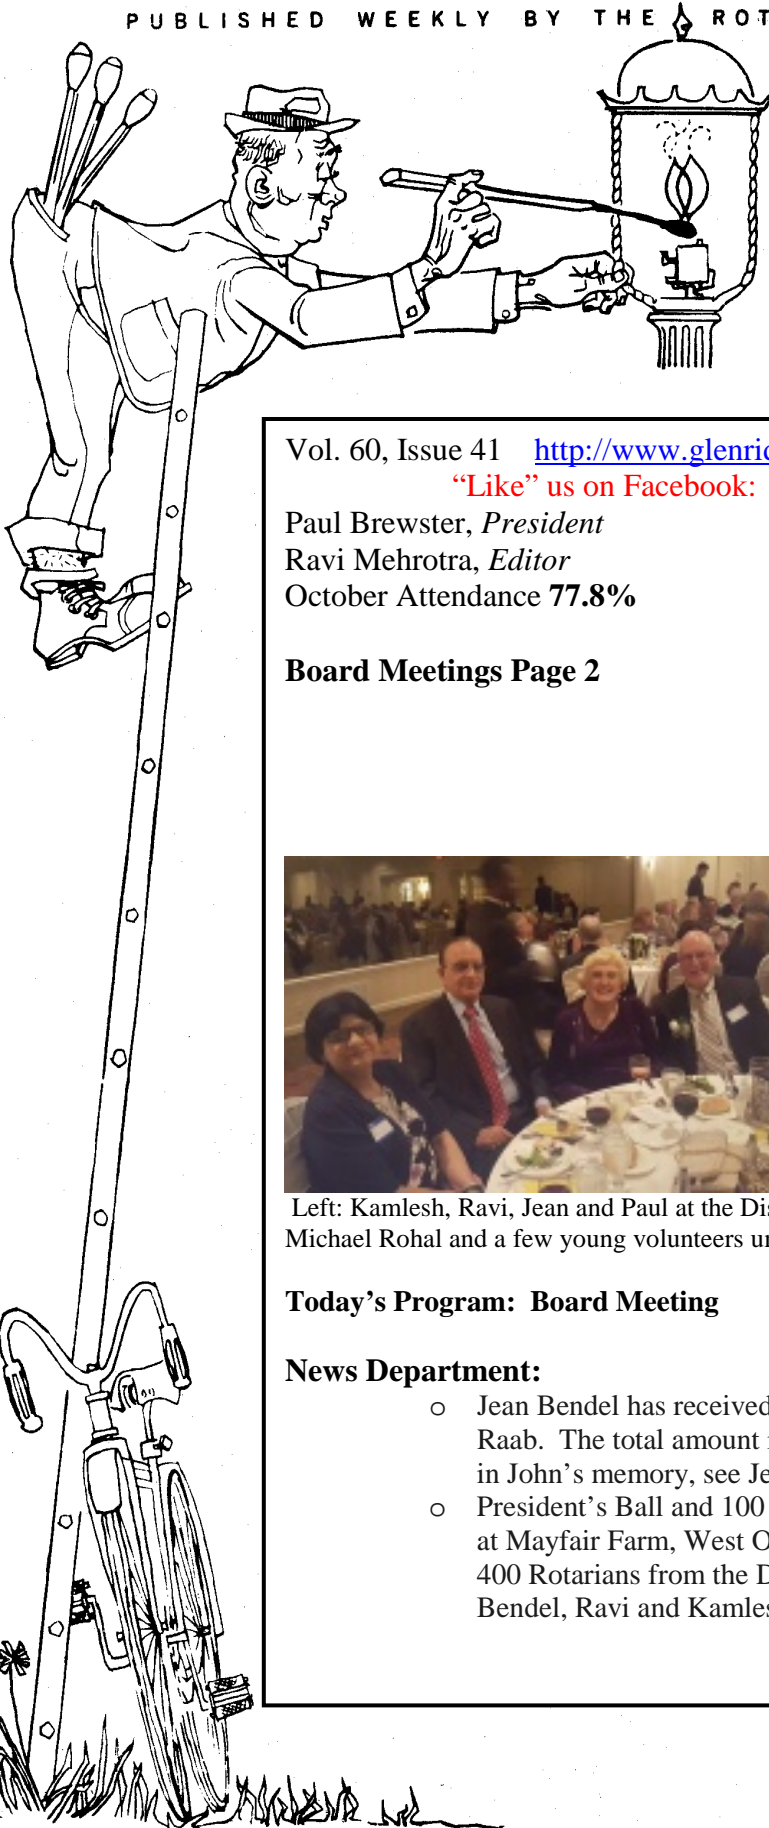 PUBLISHED WEEKLY BY THE ROT
Vol. 60, Issue 41 http://www.glenric
“Like” us on Facebook:
Paul Brewster, President
Ravi Mehrotra, Editor
October Attendance 77.8%
Board Meetings Page 2
Left: Kamlesh, Ravi, Jean and Paul at the Dis
Michael Rohal and a few young volunteers
Today’s Program: Board Meeting
News Department:
o Jean Bendel has received
Raab. The total amount
in John’s memory, see Je
o President’s Ball and 100
at Mayfair Farm, West O
400 Rotarians from the D
Bendel, Ravi and Kamles